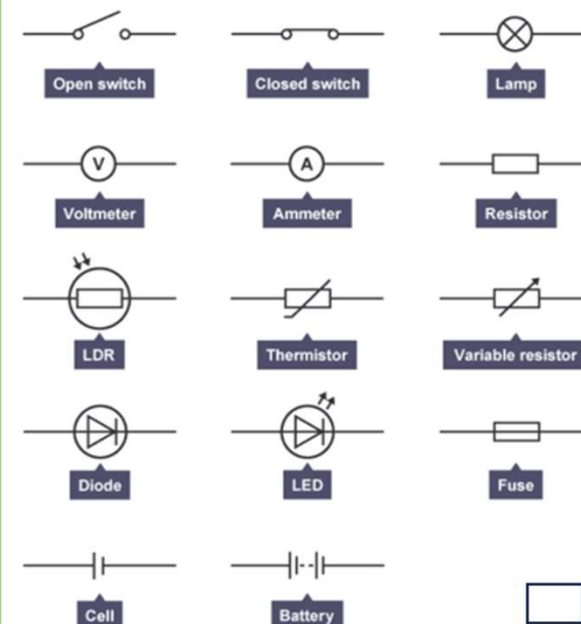 Open switch
Closed switch
Lamp
V
A
Voltmeter
Ammeter
Resistor
LDR
Thermistor
Variable resistor
Diode
LED
Fuse
Cell
Battery